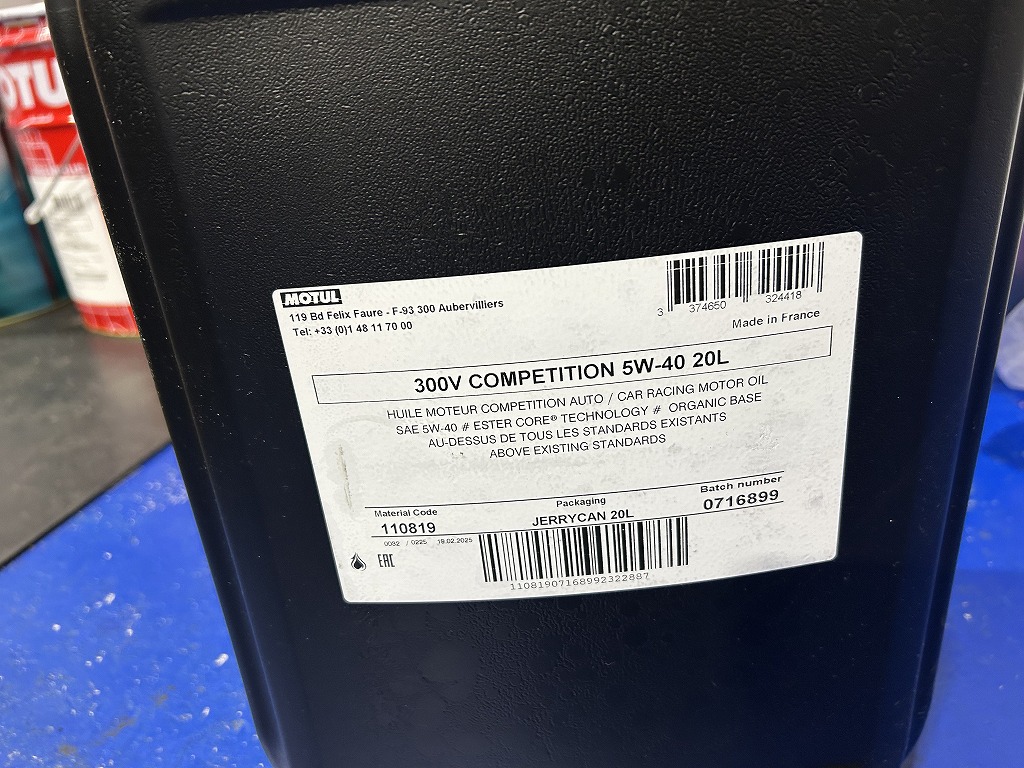 OTU
MOTUL
119 Bd Felix Faure - F-93 300 Aubervilliers
Tel: +33 (0)1 48 11 70 00
3 374650 324418
Made in France
300V COMPETITION 5W-40 20L
HUILE MOTEUR COMPETITION AUTO / CAR RACING MOTOR OIL
SAE 5W-40 # ESTER CORE® TECHNOLOGY # ORGANIC BASE
AU-DESSUS DE TOUS LES STANDARDS EXISTANTS
ABOVE EXISTING STANDARDS
Material Code Packaging Batch number
110819 JERRYCAN 20L 0716899
0032 / 0225 19.02.2025
EAC
11081907168992322887